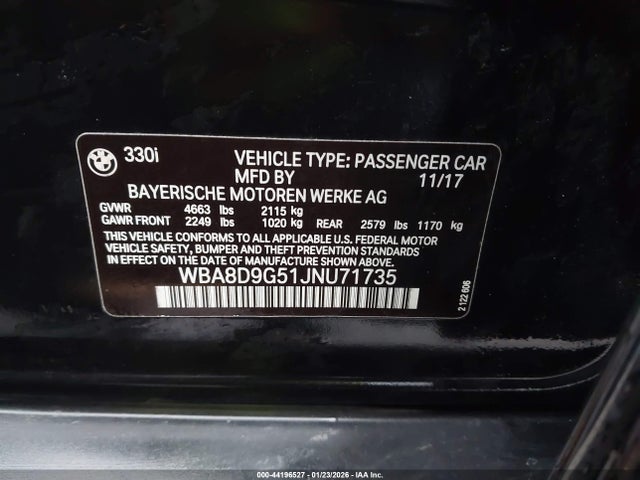 330i VEHICLE TYPE: PASSENGER CAR
MFD BY 11/17
BAYERISCHE MOTOREN WERKE AG
GVWR 4663 lbs 2115 kg
GAWR FRONT 2249 lbs 1020 kg REAR 2579 lbs 1170 kg
THIS VEHICLE CONFORMS TO ALL APPLICABLE U.S. FEDERAL MOTOR
VEHICLE SAFETY, BUMPER AND THEFT PREVENTION STANDARDS
IN EFFECT ON THE DATE OF MANUFACTURE SHOWN ABOVE.
WBA8D9G51JNU71735
2 122 606
000-44196527 - 01/23/2026 - IAA Inc.